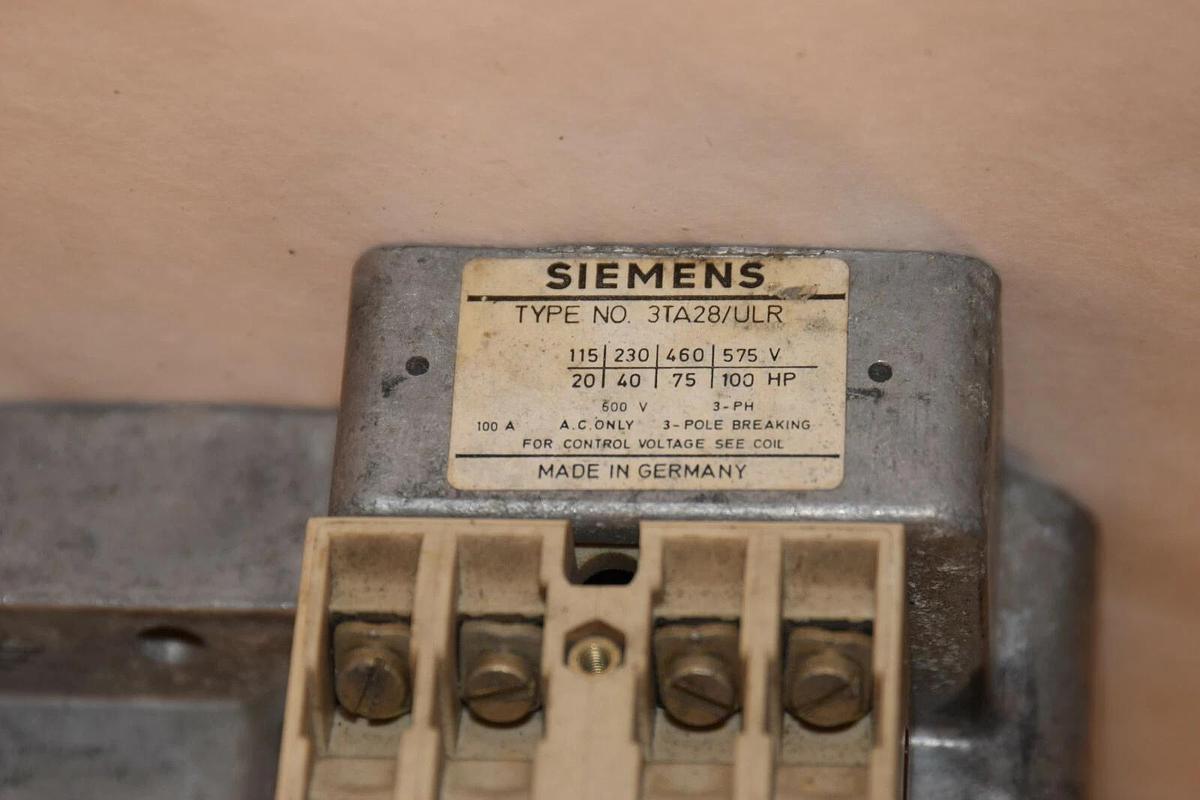 SIEMENS
TYPE NO. 3TA28/ULR
115 230 460 575 V
20 40 75 100 HP
600 V 3-PH
100 A A.C. ONLY 3-POLE BREAKING
FOR CONTROL VOLTAGE SEE COIL
MADE IN GERMANY